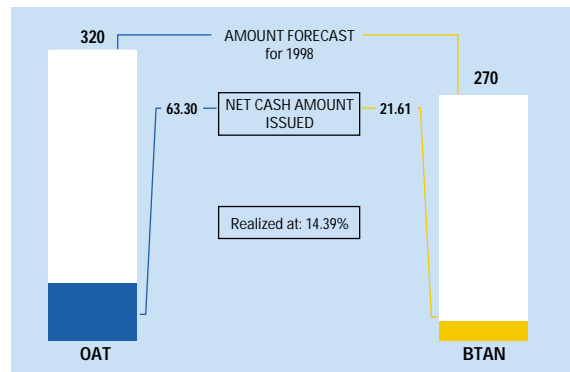 320
AMOUNT FORECAST
for 1998
270
63.30
NET CASH AMOUNT
ISSUED
21.61
Realized at: 14.39%
OAT
BTAN